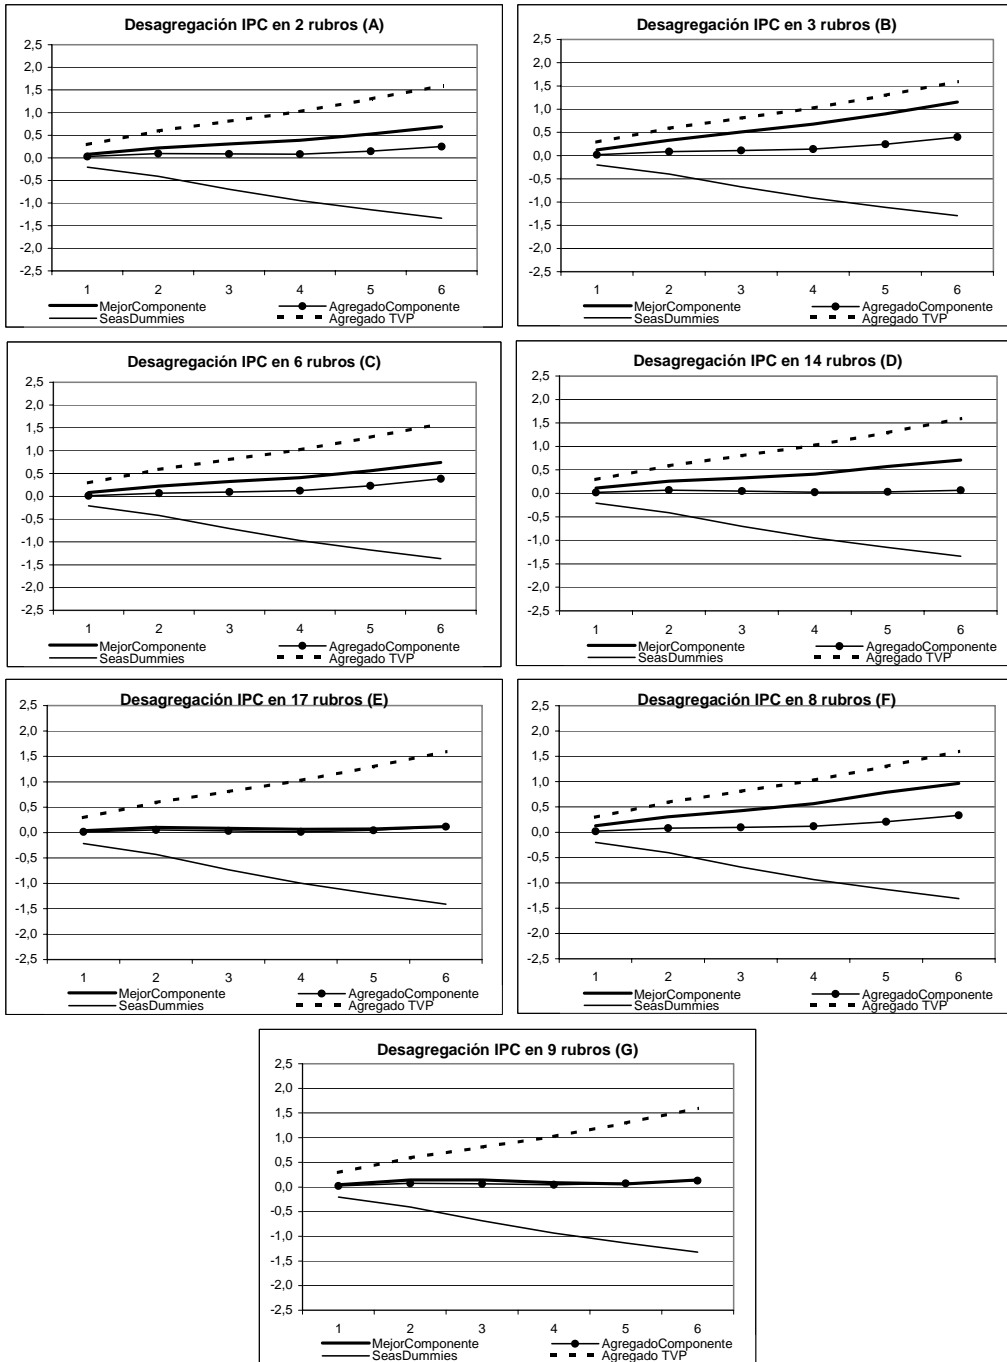 Desagregación IPC en 2 rubros (A)
2,5
2,0
1,5
1,0
0,5
0,0
-0,5
-1,0
-1,5
-2,0
-2,5
1 2 3 4 5 6
MejorComponente AgregadoComponente
SeasDummies Agregado TVP
Desagregación IPC en 3 rubros (B)
2,5
2,0
1,5
1,0
0,5
0,0
-0,5
-1,0
-1,5
-2,0
-2,5
1 2 3 4 5 6
MejorComponente AgregadoComponente
SeasDummies Agregado TVP
Desagregación IPC en 6 rubros (C)
2,5
2,0
1,5
1,0
0,5
0,0
-0,5
-1,0
-1,5
-2,0
-2,5
1 2 3 4 5 6
MejorComponente AgregadoComponente
SeasDummies Agregado TVP
Desagregación IPC en 14 rubros (D)
2,5
2,0
1,5
1,0
0,5
0,0
-0,5
-1,0
-1,5
-2,0
-2,5
1 2 3 4 5 6
MejorComponente AgregadoComponente
SeasDummies Agregado TVP
Desagregación IPC en 17 rubros (E)
2,5
2,0
1,5
1,0
0,5
0,0
-0,5
-1,0
-1,5
-2,0
-2,5
1 2 3 4 5 6
MejorComponente AgregadoComponente
SeasDummies Agregado TVP
Desagregación IPC en 8 rubros (F)
2,5
2,0
1,5
1,0
0,5
0,0
-0,5
-1,0
-1,5
-2,0
-2,5
1 2 3 4 5 6
MejorComponente AgregadoComponente
SeasDummies Agregado TVP
Desagregación IPC en 9 rubros (G)
2,5
2,0
1,5
1,0
0,5
0,0
-0,5
-1,0
-1,5
-2,0
-2,5
1 2 3 4 5 6
MejorComponente AgregadoComponente
SeasDummies Agregado TVP